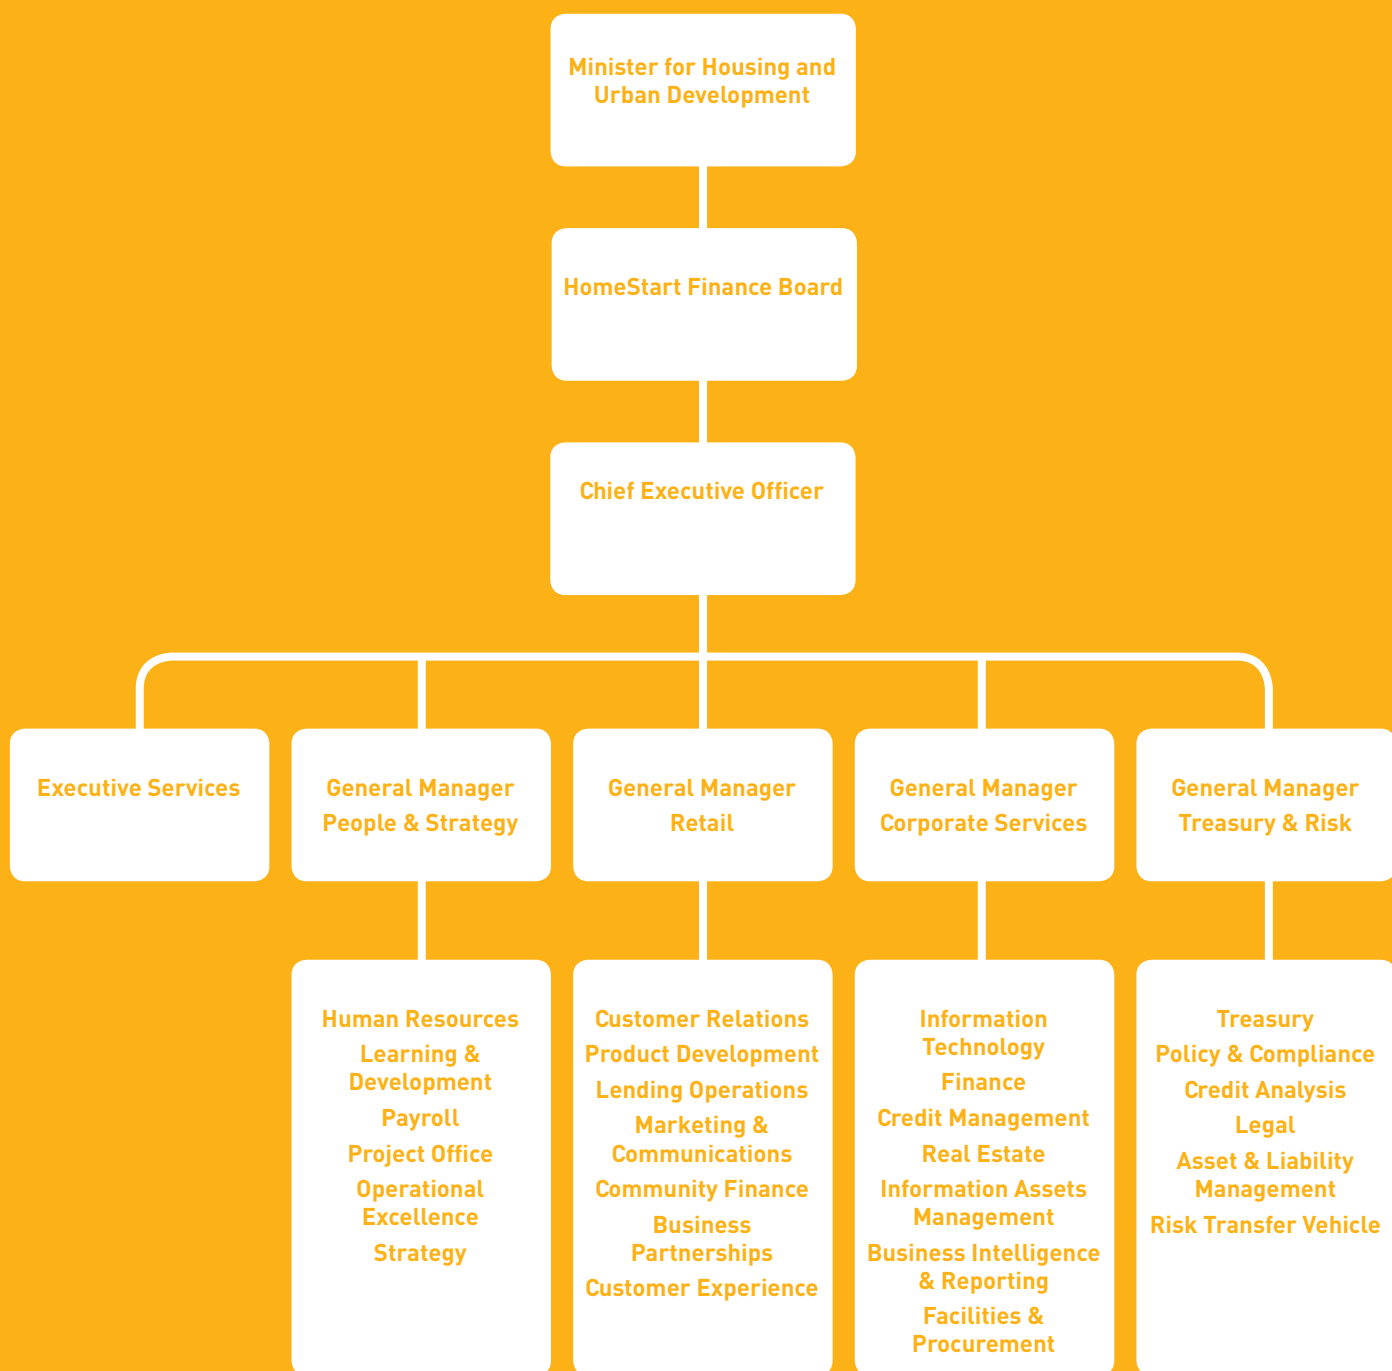 Minister for Housing and
Urban Development
HomeStart Finance Board
Chief Executive Officer
Executive Services
General Manager
People & Strategy
General Manager
Retail
General Manager
Corporate Services
General Manager
Treasury & Risk
Human Resources
Learning &
Development
Payroll
Project Office
Operational
Excellence
Strategy
Customer Relations
Product Development
Lending Operations
Marketing &
Communications
Community Finance
Business
Partnerships
Customer Experience
Information
Technology
Finance
Credit Management
Real Estate
Information Assets
Management
Business Intelligence
& Reporting
Facilities &
Procurement
Treasury
Policy & Compliance
Credit Analysis
Legal
Asset & Liability
Management
Risk Transfer Vehicle